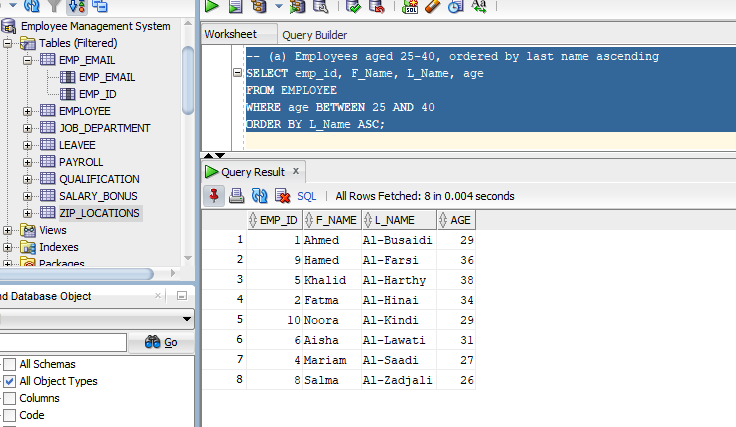 Employee Management System
Tables (Filtered)
EMP_EMAIL
EMP_EMAIL
EMP_ID
EMPLOYEE
JOB_DEPARTMENT
LEAVEE
PAYROLL
QUALIFICATION
SALARY_BONUS
ZIP_LOCATIONS
Views
Indexes
Packages
nd Database Object
Go
All Schemas
All Object Types
Columns
Code
SQL
Worksheet Query Builder
-- (a) Employees aged 25-40, ordered by last name ascending
SELECT emp_id, F_Name, L_Name, age
FROM EMPLOYEE
WHERE age BETWEEN 25 AND 40
ORDER BY L_Name ASC;
Query Result x
SQL | All Rows Fetched: 8 in 0.004 seconds
EMP_ID F_NAME L_NAME AGE
1 1 Ahmed Al-Busaidi 29
2 9 Hamed Al-Farsi 36
3 5 Khalid Al-Harthy 38
4 2 Fatma Al-Hinai 34
5 10 Noora Al-Kindi 29
6 6 Aisha Al-Lawati 31
7 4 Mariam Al-Saadi 27
8 8 Salma Al-Zadjali 26